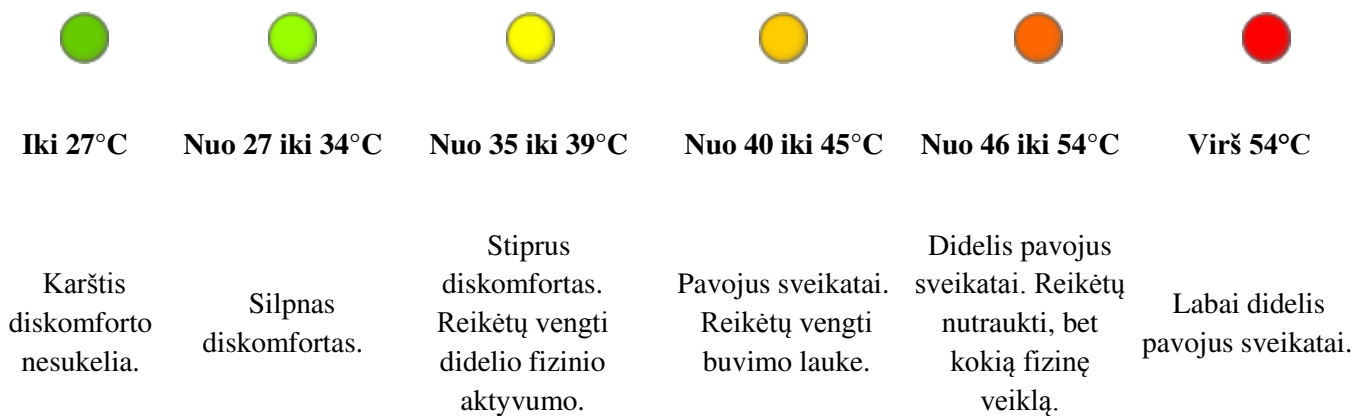 Iki 27°C
Nuo 27 iki 34°C
Nuo 35 iki 39°C
Nuo 40 iki 45°C
Nuo 46 iki 54°C
Virš 54°C
Karštis
diskomforto
nesukelia.
Silpnas
diskomfortas.
Stiprus
diskomfortas.
Reikėtų vengti
didelio fizinio
aktyvumo.
Pavojus sveikatai.
Reikėtų vengti
buvimo lauke.
Didelis pavojus
sveikatai. Reikėtų
nutraukti, bet
kokią fizinę
veiklą.
Labai didelis
pavojus sveikatai.